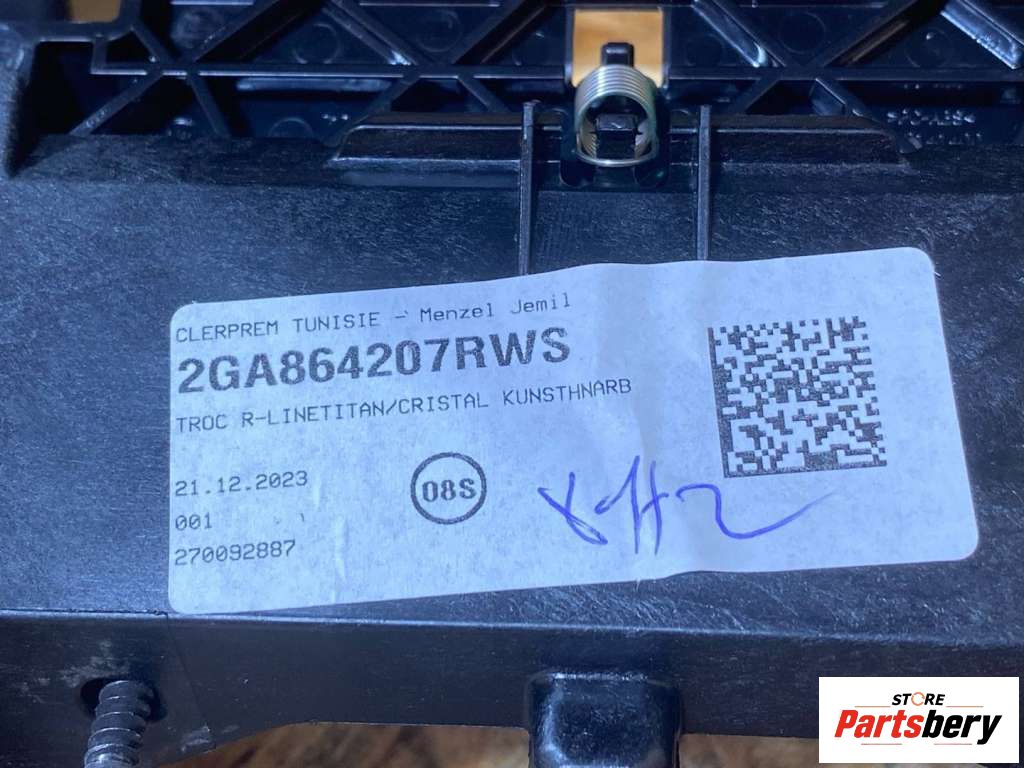 CLERPREM TUNISIE - Menzel Jemil
2GA864207RWS
TROC R-LINETITAN/CRISTAL KUNSTHNARB
21.12.2023
08S
001
270092887
STORE
Partsbery